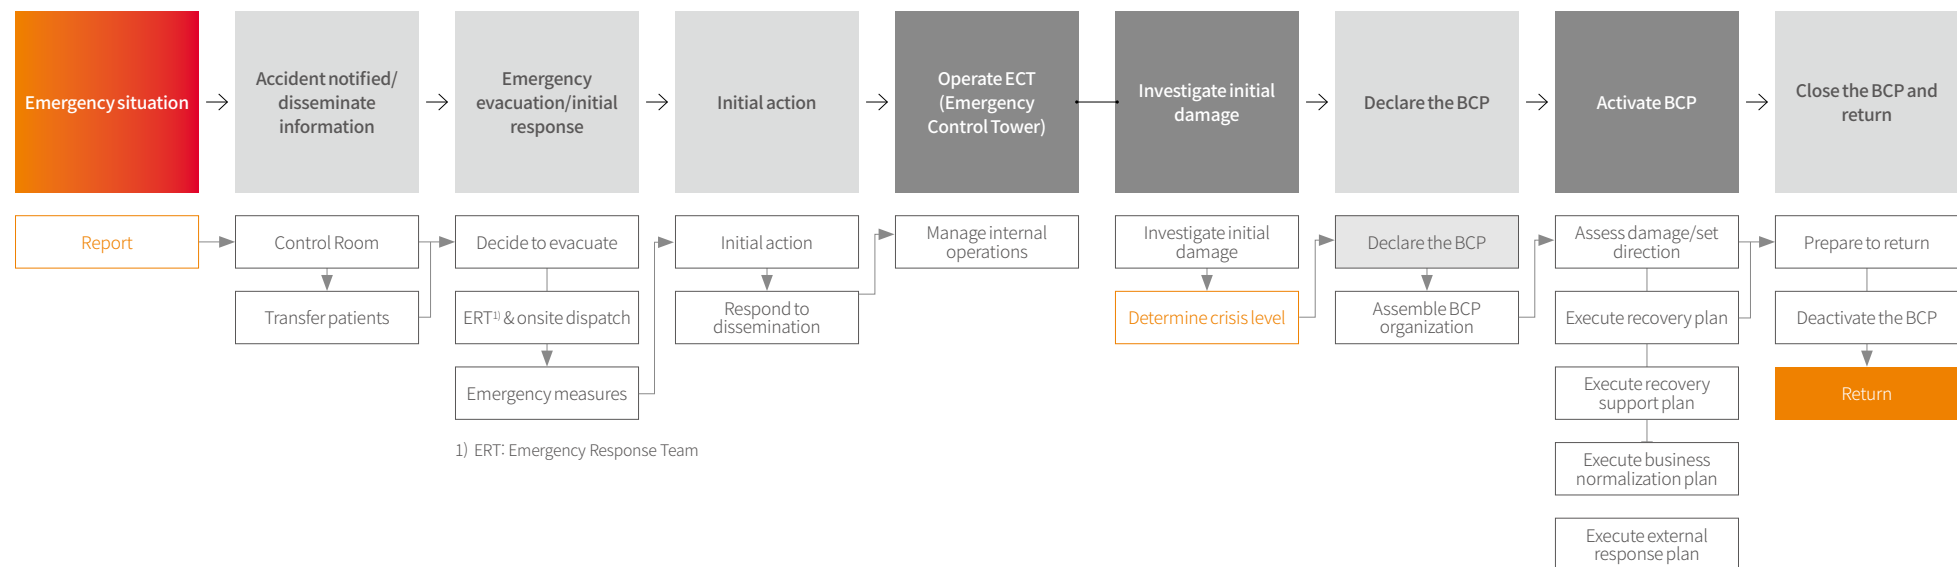 Emergency situation
Accident notified/
disseminate
information
Emergency
evacuation/initial
response
Initial action
Operate ECT
(Emergency
Control Tower)
Investigate initial
damage
Declare the BCP
Activate BCP
Close the BCP and
return
Report
Control Room
Transfer patients
Decide to evacuate
ERT1) & onsite dispatch
Emergency measures
1) ERT: Emergency Response Team
Initial action
Respond to
dissemination
Manage internal
operations
Investigate initial
damage
Determine crisis level
Declare the BCP
Assemble BCP
organization
Assess damage/set
direction
Execute recovery plan
Execute recovery
support plan
Execute business
normalization plan
Execute external
response plan
Prepare to return
Deactivate the BCP
Return